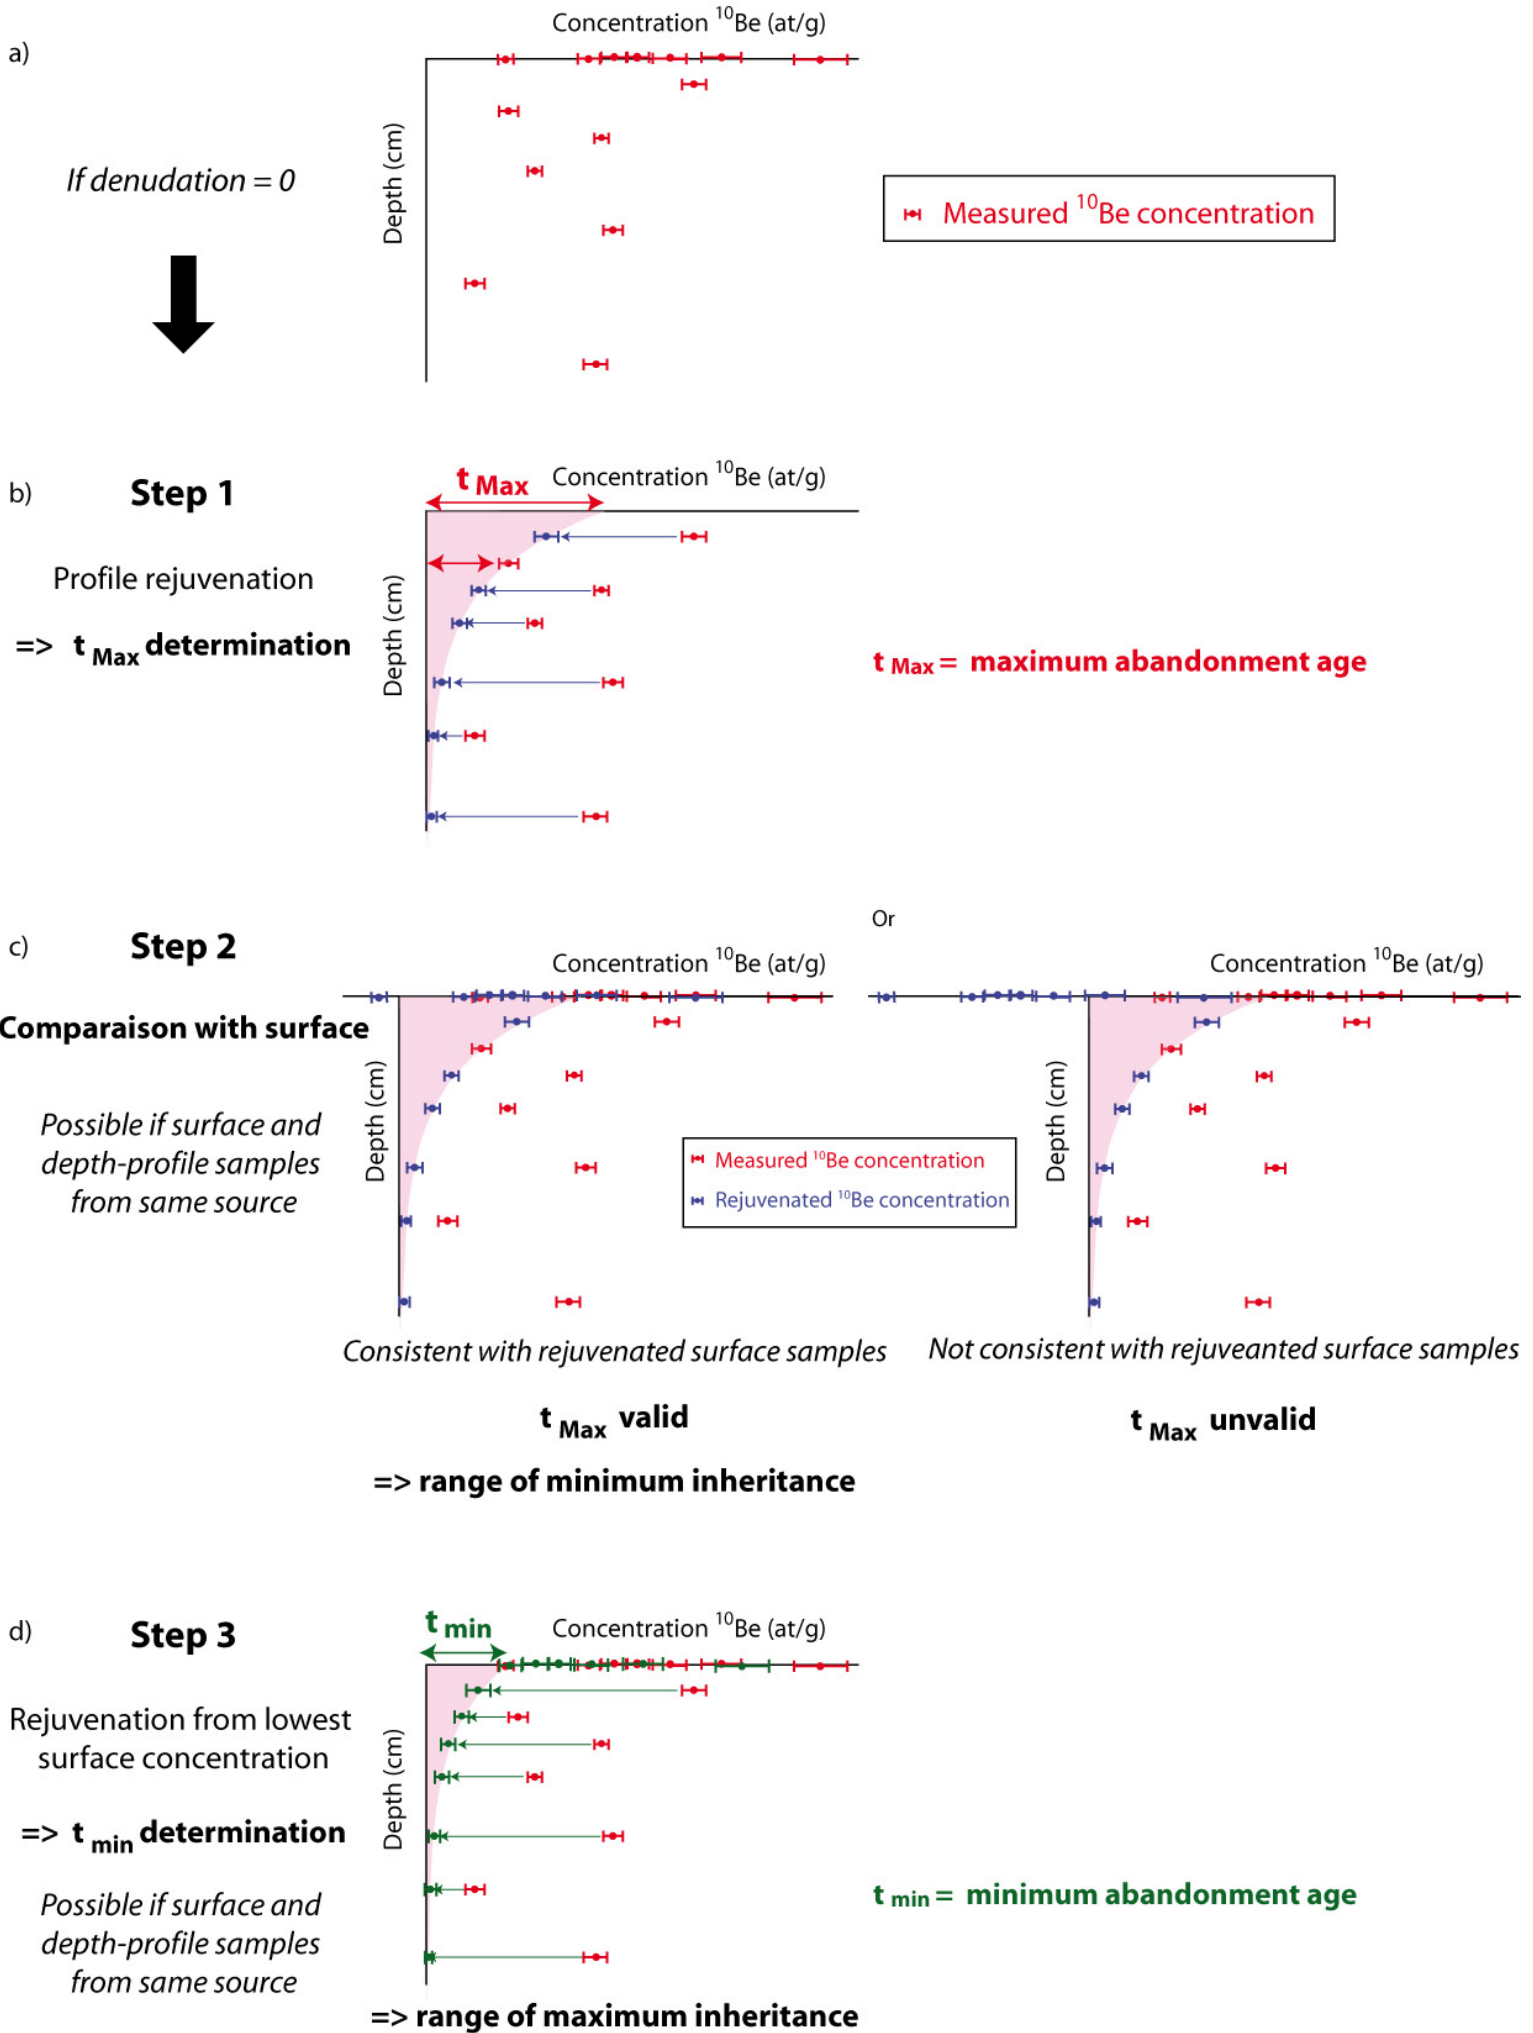 a)
Concentration ¹⁰Be (at/g)
If denudation = 0
Depth (cm)
Measured ¹⁰Be concentration
b)
Step 1
t Max
Concentration ¹⁰Be (at/g)
Profile rejuvenation
=> t Max determination
Depth (cm)
t Max = maximum abandonment age
c)
Step 2
Concentration ¹⁰Be (at/g)
Or
Concentration ¹⁰Be (at/g)
Comparaison with surface
Possible if surface and
depth-profile samples
from same source
Depth (cm)
Depth (cm)
Measured ¹⁰Be concentration
Rejuvenated ¹⁰Be concentration
Consistent with rejuvenated surface samples
Not consistent with rejuveanted surface samples
t Max valid
t Max unvalid
=> range of minimum inheritance
d)
Step 3
t min
Concentration ¹⁰Be (at/g)
Rejuvenation from lowest
surface concentration
=> t min determination
Depth (cm)
Possible if surface and
depth-profile samples
from same source
t min = minimum abandonment age
=> range of maximum inheritance